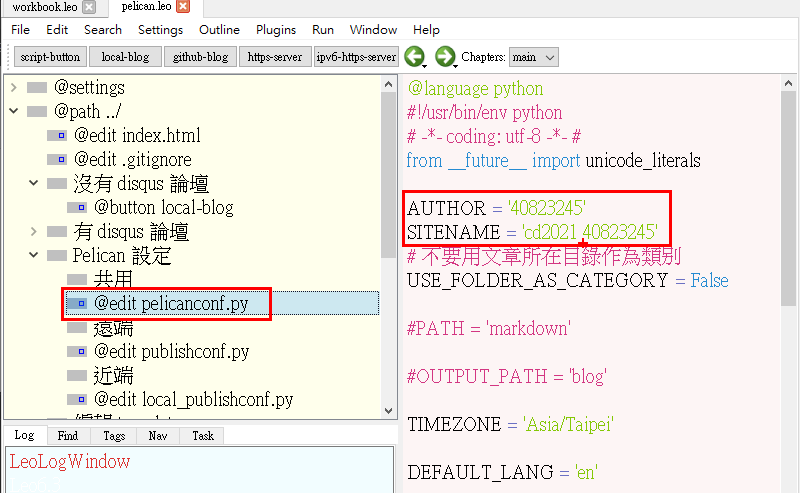 workbook.leo
pelican.leo
File Edit Search Settings Outline Plugins Run Window Help
script-button local-blog github-blog https-server ipv6-https-server Chapters: main
@settings
@path ../
@edit index.html
@edit .gitignore
沒有 disqus 論壇
@button local-blog
有 disqus 論壇
Pelican 設定
共用
@edit pelicanconf.py
遠端
@edit publishconf.py
近端
@edit local_publishconf.py
Log Find Tags Nav Task
LeoLogWindow
@language python
#!/usr/bin/env python
# -*- coding: utf-8 -*- #
from __future__ import unicode_literals
AUTHOR = '40823245'
SITENAME = 'cd2021 40823245'
# 不要用文章所在目錄作為類別
USE_FOLDER_AS_CATEGORY = False
#PATH = 'markdown'
#OUTPUT_PATH = 'blog'
TIMEZONE = 'Asia/Taipei'
DEFAULT_LANG = 'en'